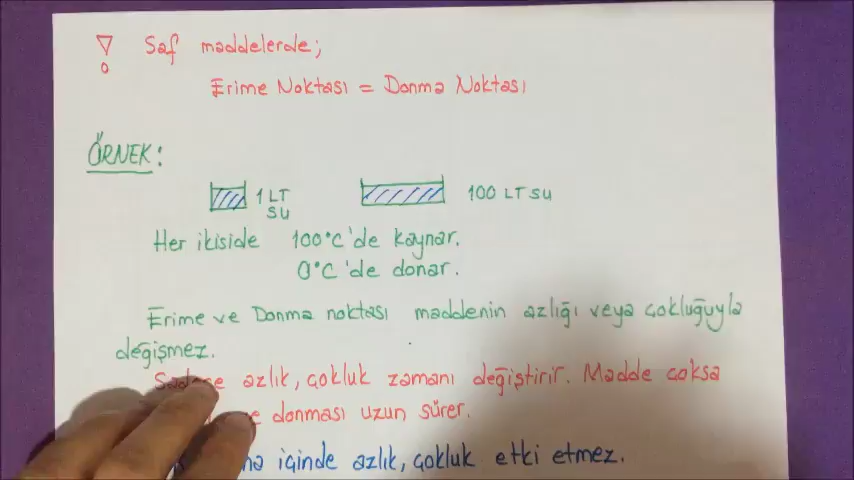 ! Saf maddelerde;
Erime Noktası = Donma Noktası
ÖRNEK:
1 LT
SU
100 LT SU
Her ikiside 100°C'de kaynar.
0°C'de donar.
Erime ve Donma noktası maddenin azlığı veya çokluğuyla
değişmez.
Sadece azlık, çokluk zamanı değiştirir. Madde çoksa
donması uzun sürer.
içinde azlık, çokluk etki etmez.